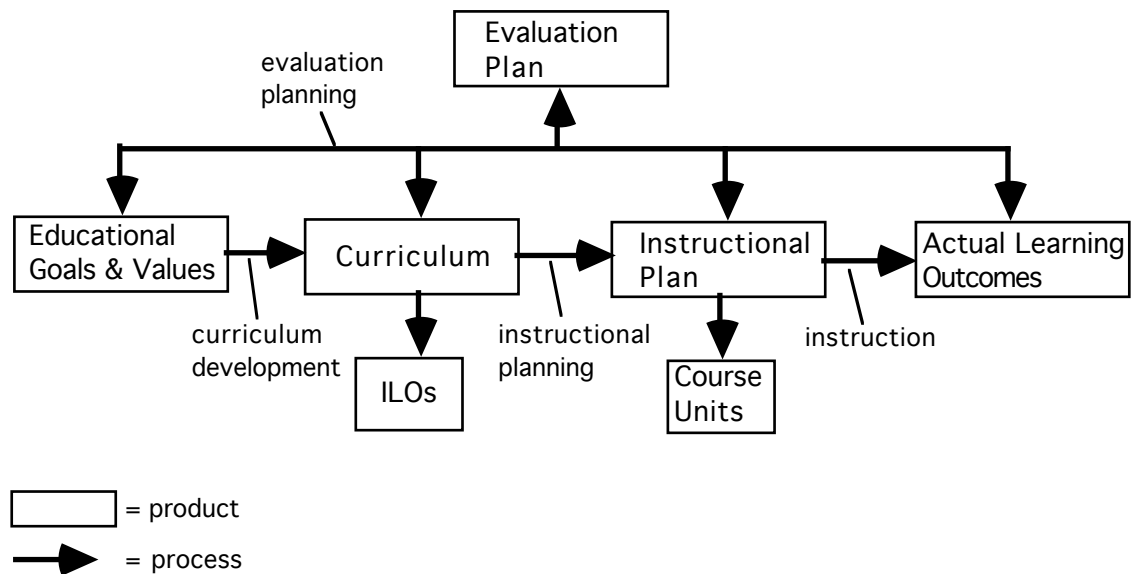 Evaluation
Plan
evaluation
planning
Educational
Goals & Values
Curriculum
Instructional
Plan
Actual Learning
Outcomes
curriculum
development
instructional
planning
instruction
ILOs
Course
Units
= product
= process